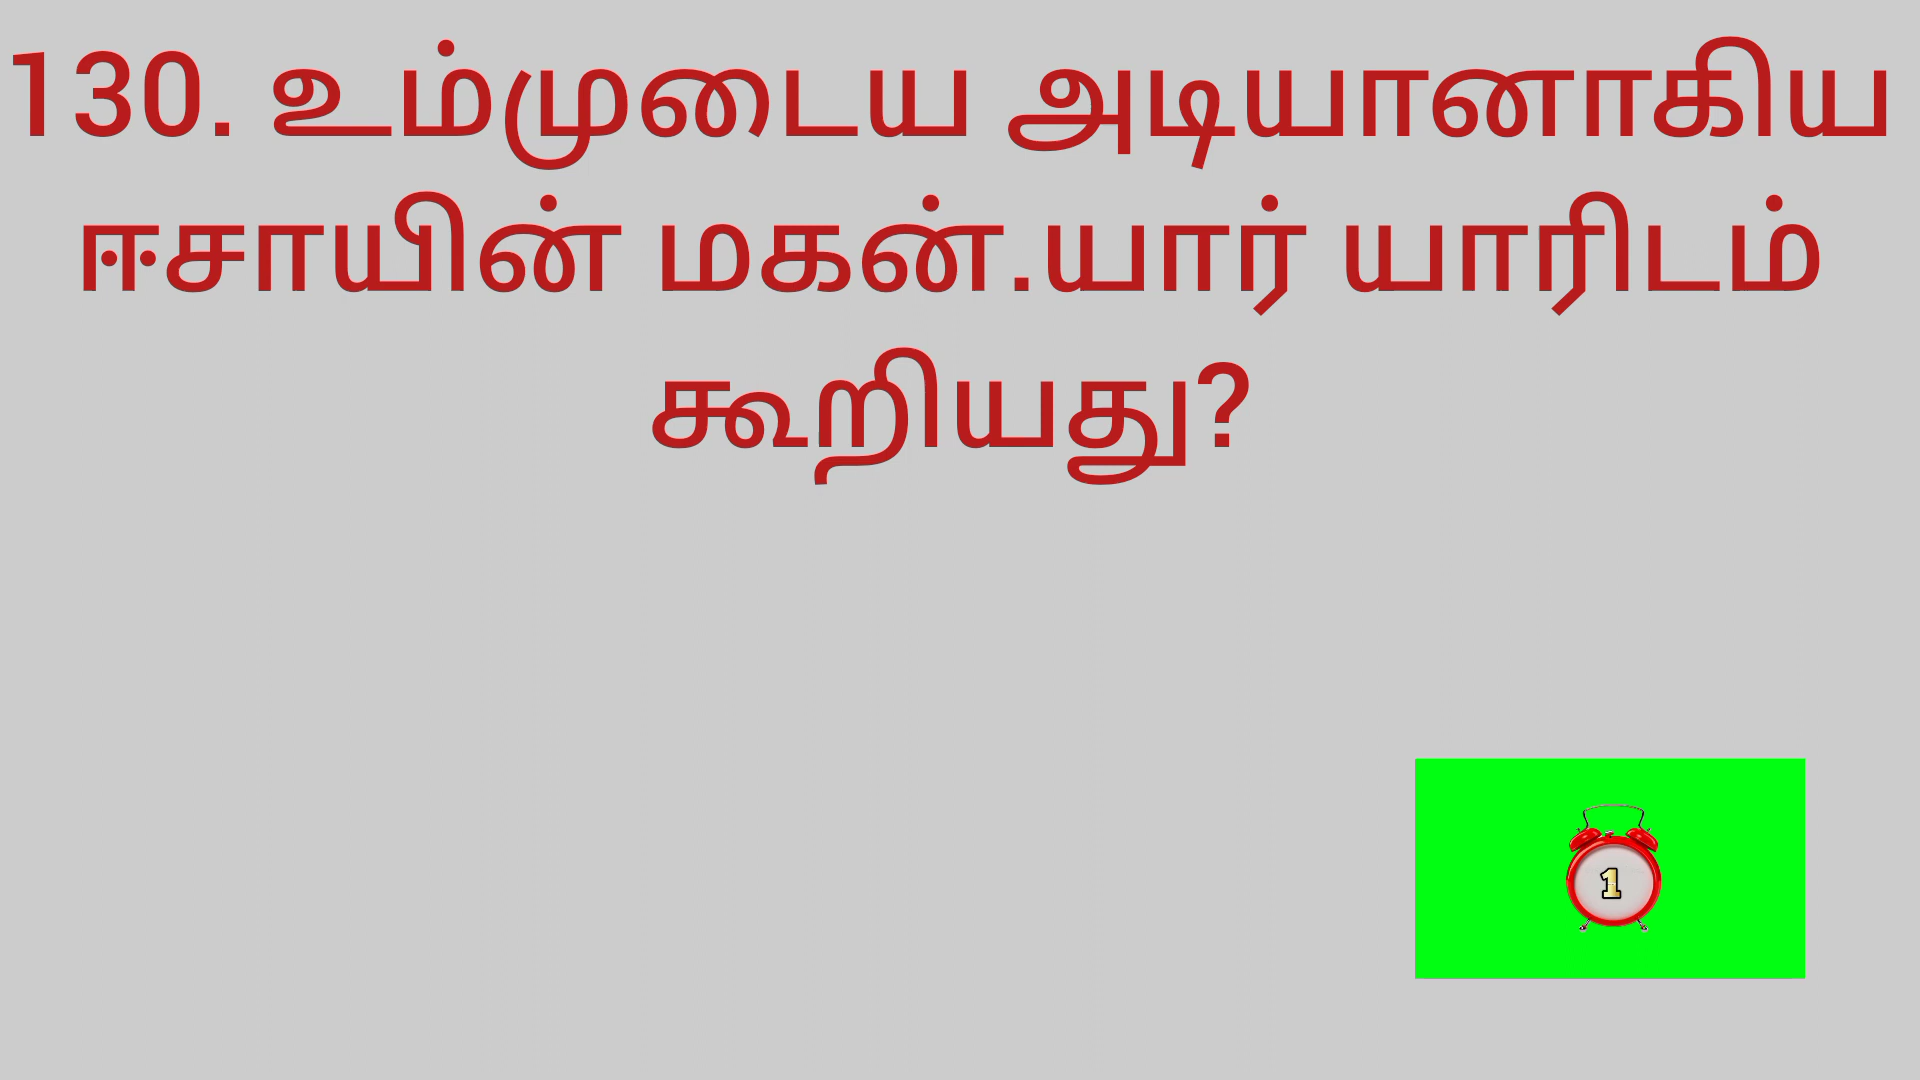 130. உம்முடைய அடியானாகிய
ஈசாயின் மகன்.யார் யாரிடம்
கூறியது?
1